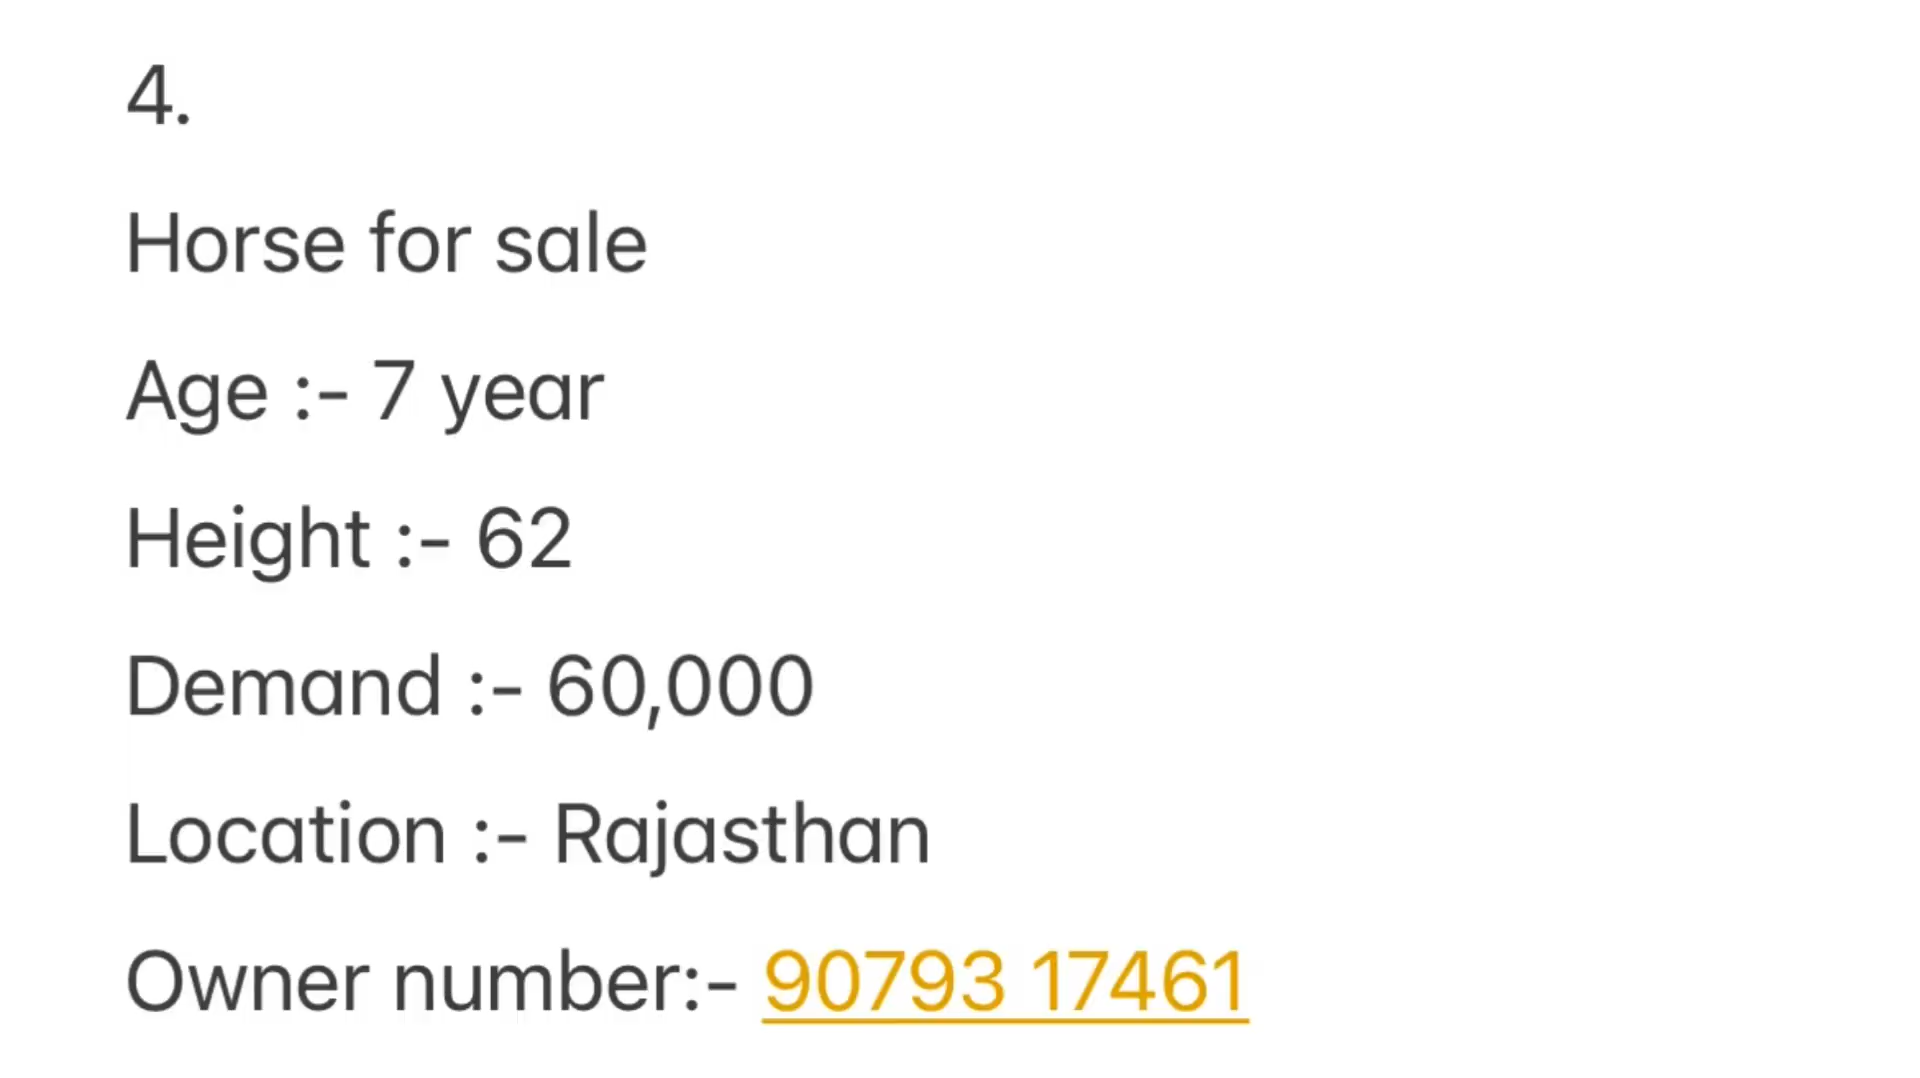 4.
Horse for sale
Age :- 7 year
Height :- 62
Demand :- 60,000
Location :- Rajasthan
Owner number:- 90793 17461